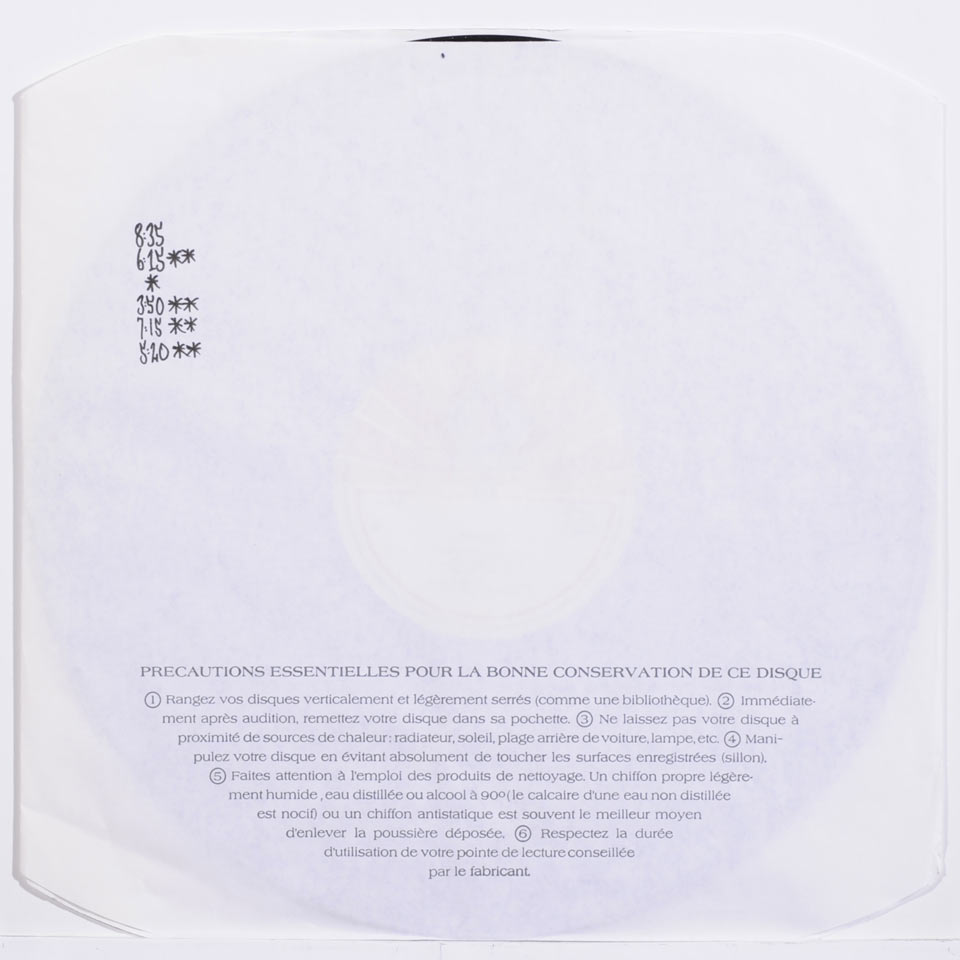 8:35
6:15 **
*
3:50 **
7:15 **
5:20 **
PRECAUTIONS ESSENTIELLES POUR LA BONNE CONSERVATION DE CE DISQUE
① Rangez vos disques verticalement et légèrement serrés (comme une bibliothèque). ② Immédiate-
ment après audition, remettez votre disque dans sa pochette. ③ Ne laissez pas votre disque à
proximité de sources de chaleur : radiateur, soleil, plage arrière de voiture, lampe, etc. ④ Mani-
pulez votre disque en évitant absolument de toucher les surfaces enregistrées (sillon).
⑤ Faites attention à l'emploi des produits de nettoyage. Un chiffon propre légère-
ment humide, eau distillée ou alcool à 90º (le calcaire d'une eau non distillée
est nocif) ou un chiffon antistatique est souvent le meilleur moyen
d'enlever la poussière déposée. ⑥ Respectez la durée
d'utilisation de votre pointe de lecture conseillée
par le fabricant.